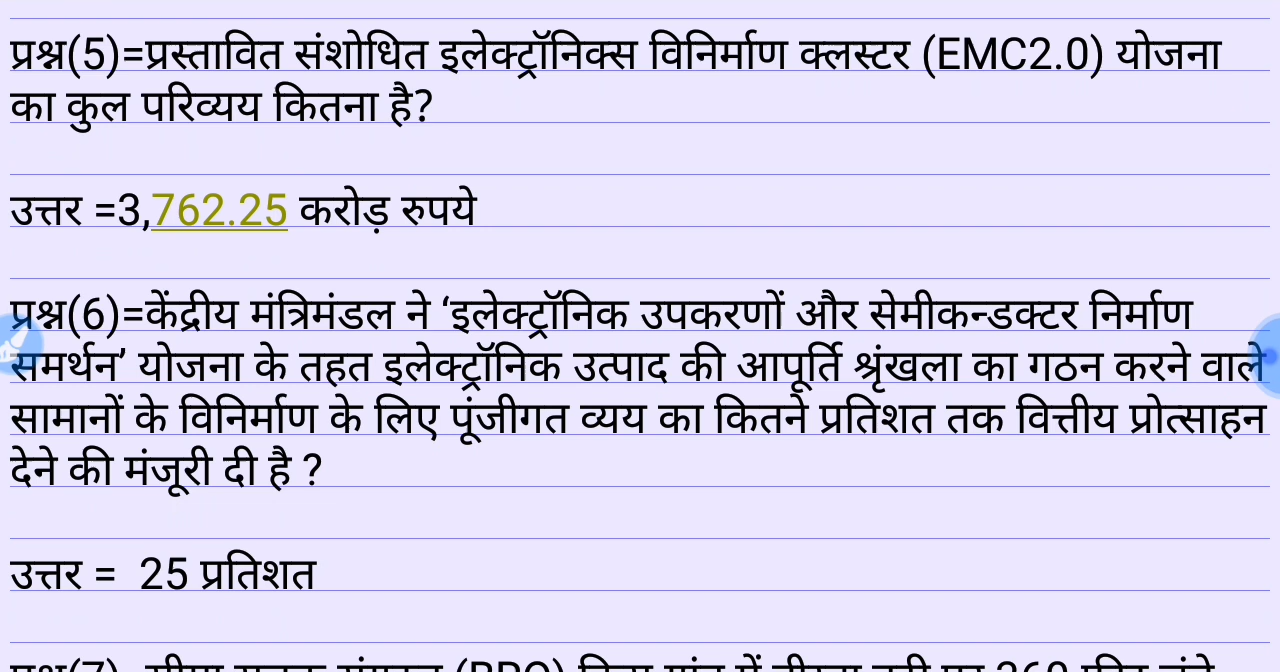 प्रश्न(5)=प्रस्तावित संशोधित इलेक्ट्रॉनिक्स विनिर्माण क्लस्टर (EMC2.0) योजना
का कुल परिव्यय कितना है?
उत्तर =3,762.25 करोड़ रुपये
प्रश्न(6)=केंद्रीय मंत्रिमंडल ने ‘इलेक्ट्रॉनिक उपकरणों और सेमीकन्डक्टर निर्माण
समर्थन’ योजना के तहत इलेक्ट्रॉनिक उत्पाद की आपूर्ति श्रृंखला का गठन करने वाले
सामानों के विनिर्माण के लिए पूंजीगत व्यय का कितने प्रतिशत तक वित्तीय प्रोत्साहन
देने की मंजूरी दी है ?
उत्तर =  25 प्रतिशत